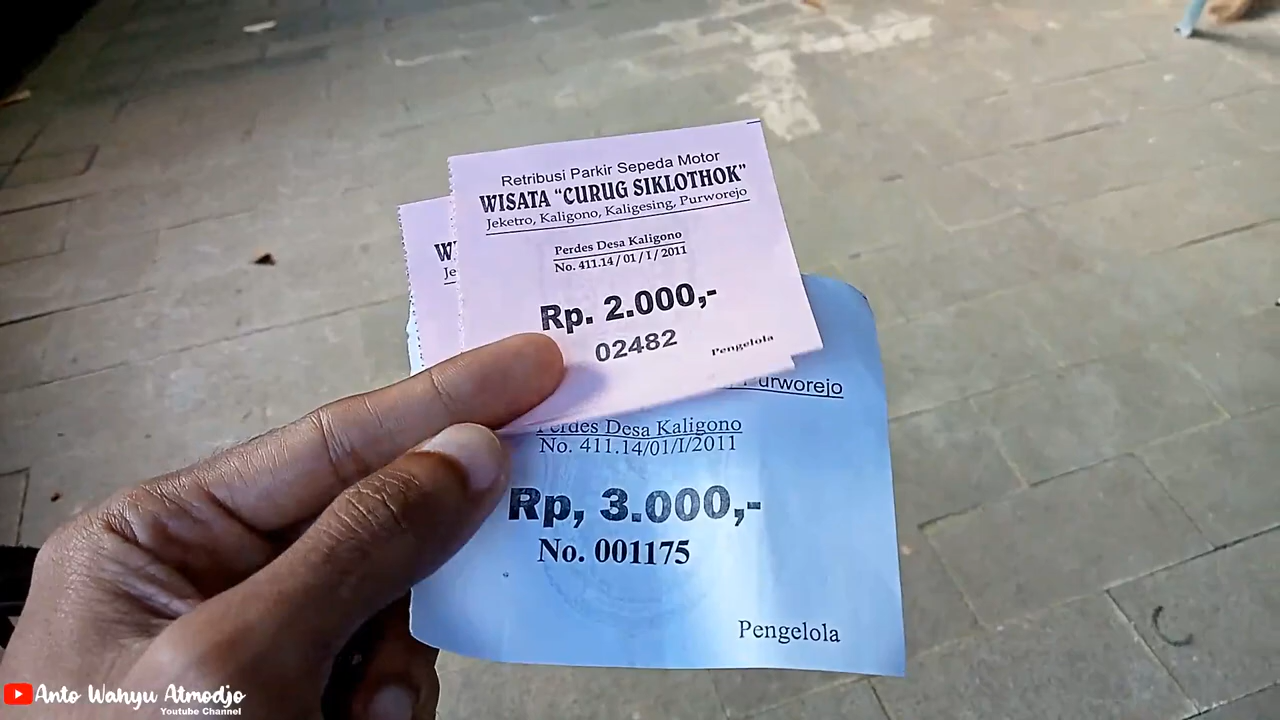 Retribusi Parkir Sepeda Motor
WISATA “CURUG SIKLOTHOK”
Jeketro, Kaligono, Kaligesing, Purworejo
Perdes Desa Kaligono
No. 411.14 / 01 / I / 2011
Rp. 2.000,-
02482
Pengelola
W
Je
Purworejo
Perdes Desa Kaligono
No. 411.14/01/I/2011
Rp, 3.000,-
No. 001175
Pengelola
Anto Wahyu Atmodjo
Youtube Channel